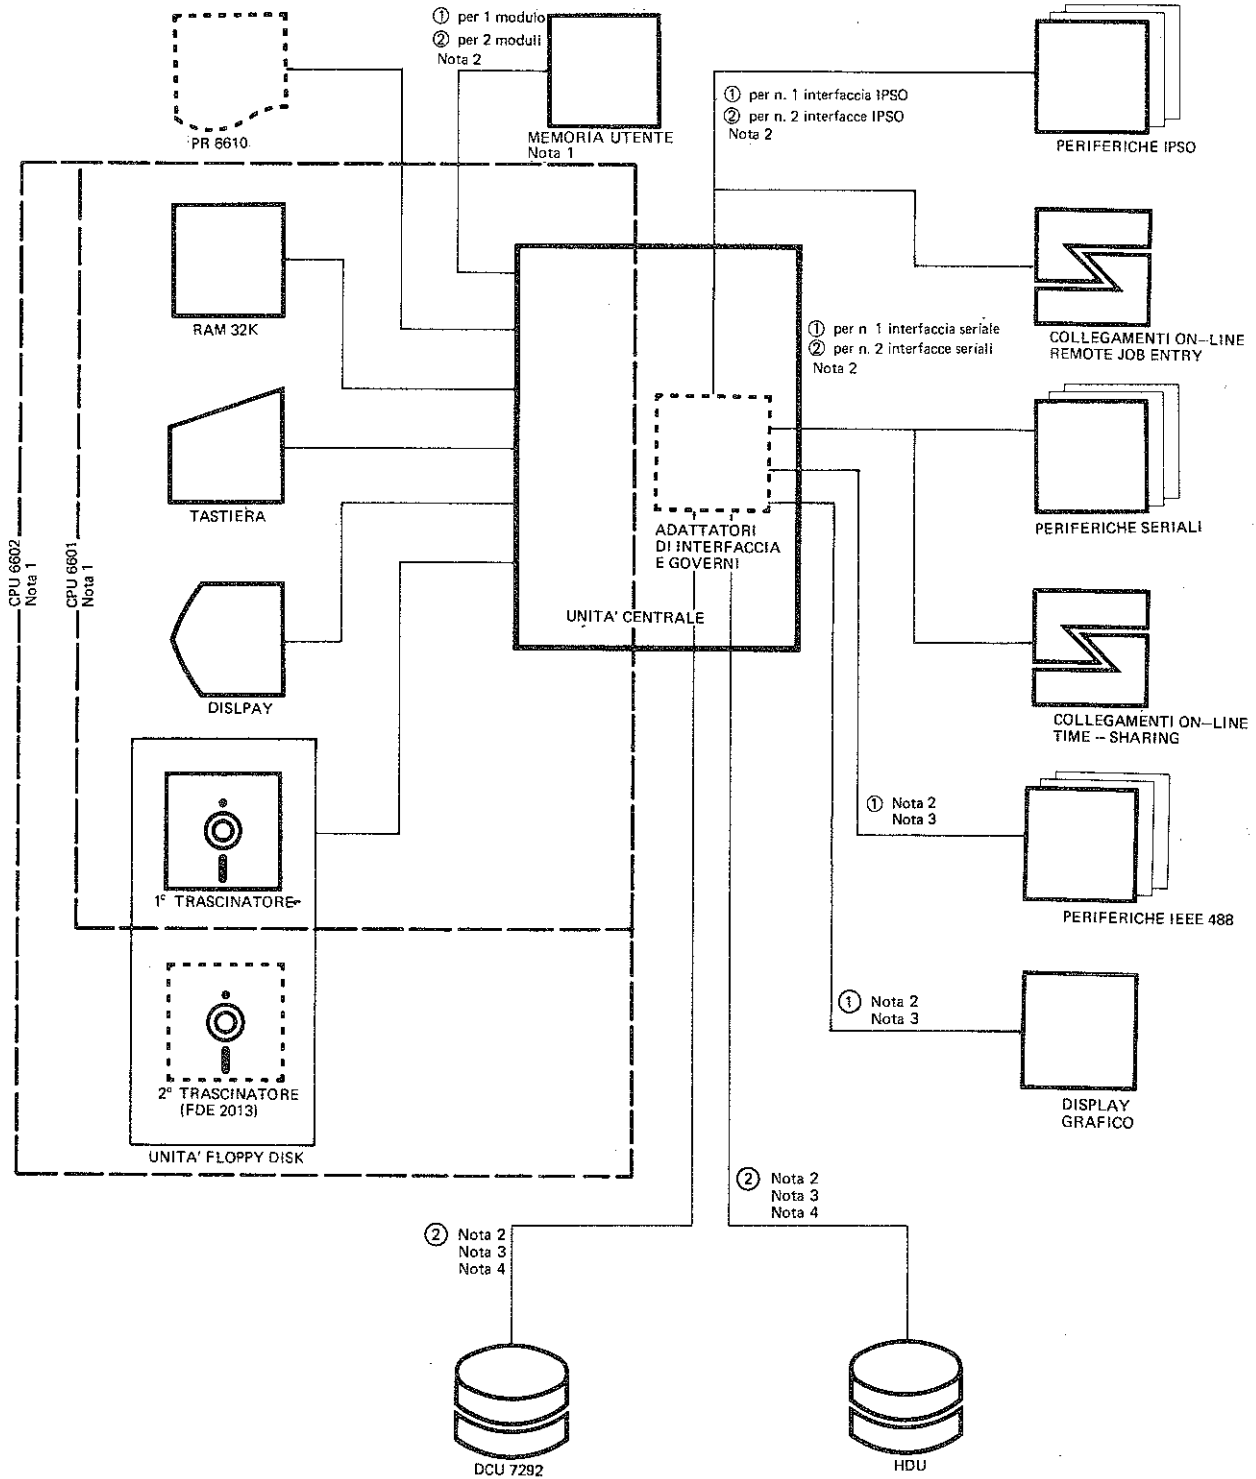 ① per 1 modulo
② per 2 moduli
Nota 2
PR 8610
MEMORIA UTENTE
Nota 1
① per n. 1 interfaccia IPSO
② per n. 2 interfacce IPSO
Nota 2
PERIFERICHE IPSO
RAM 32K
COLLEGAMENTI ON-LINE
REMOTE JOB ENTRY
① per n 1 interfaccia seriale
② per n. 2 interfacce seriali
Nota 2
TASTIERA
ADATTATORI
DI INTERFACCIA
E GOVERNI
PERIFERICHE SERIALI
CPU 6602
Nota 1
CPU 6601
Nota 1
UNITA' CENTRALE
DISLPAY
COLLEGAMENTI ON-LINE
TIME - SHARING
① Nota 2
Nota 3
1° TRASCINATORE
PERIFERICHE IEEE 488
① Nota 2
Nota 3
2° TRASCINATORE
(FDE 2013)
DISPLAY
GRAFICO
UNITA' FLOPPY DISK
② Nota 2
Nota 3
Nota 4
② Nota 2
Nota 3
Nota 4
DCU 7292
HDU